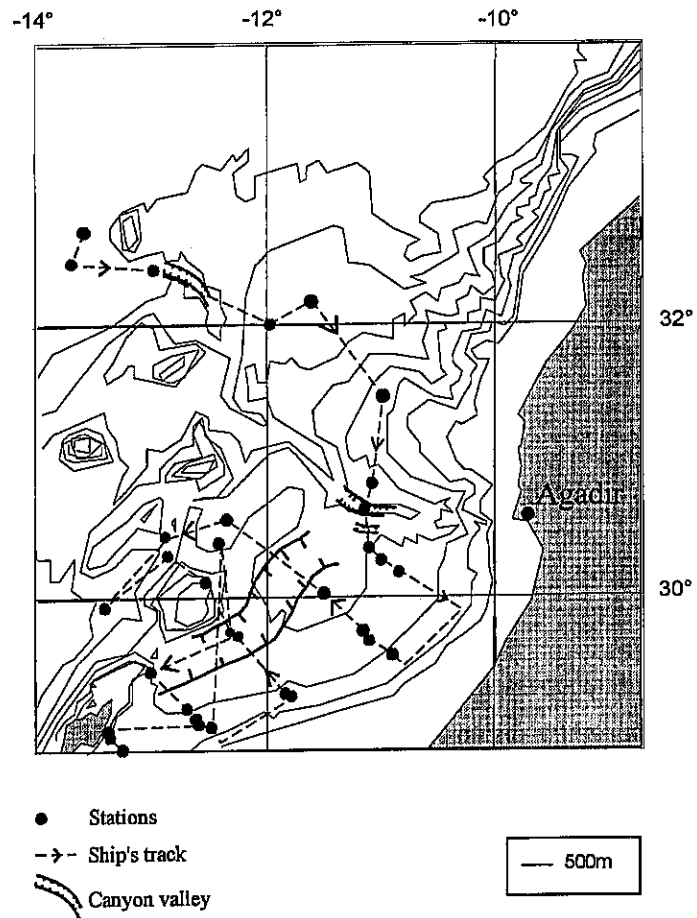 -14° -12° -10°
32°
Agadir
30°
Stations
Ship's track
500m
Canyon valley